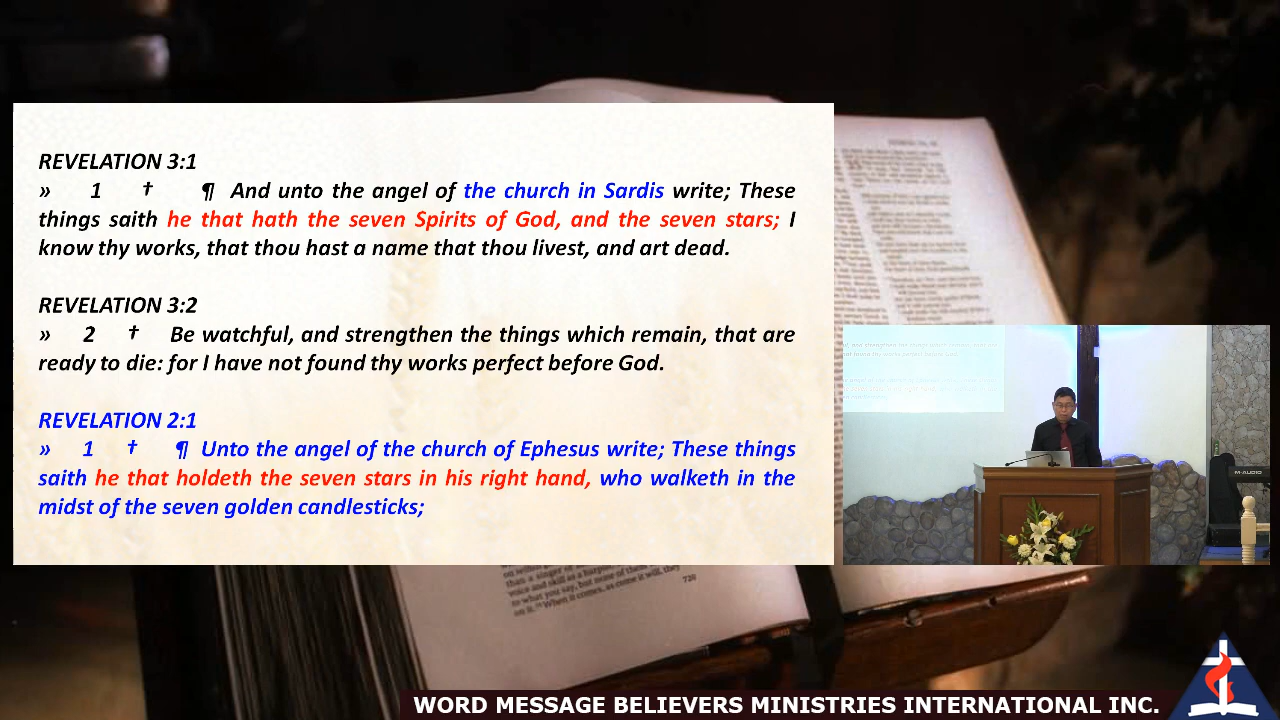 REVELATION 3:1
» 1 † ¶ And unto the angel of the church in Sardis write; These
things saith he that hath the seven Spirits of God, and the seven stars; I
know thy works, that thou hast a name that thou livest, and art dead.
REVELATION 3:2
» 2 † Be watchful, and strengthen the things which remain, that are
ready to die: for I have not found thy works perfect before God.
REVELATION 2:1
» 1 † ¶ Unto the angel of the church of Ephesus write; These things
saith he that holdeth the seven stars in his right hand, who walketh in the
midst of the seven golden candlesticks;
M-AUDIO
720
WORD MESSAGE BELIEVERS MINISTRIES INTERNATIONAL INC.